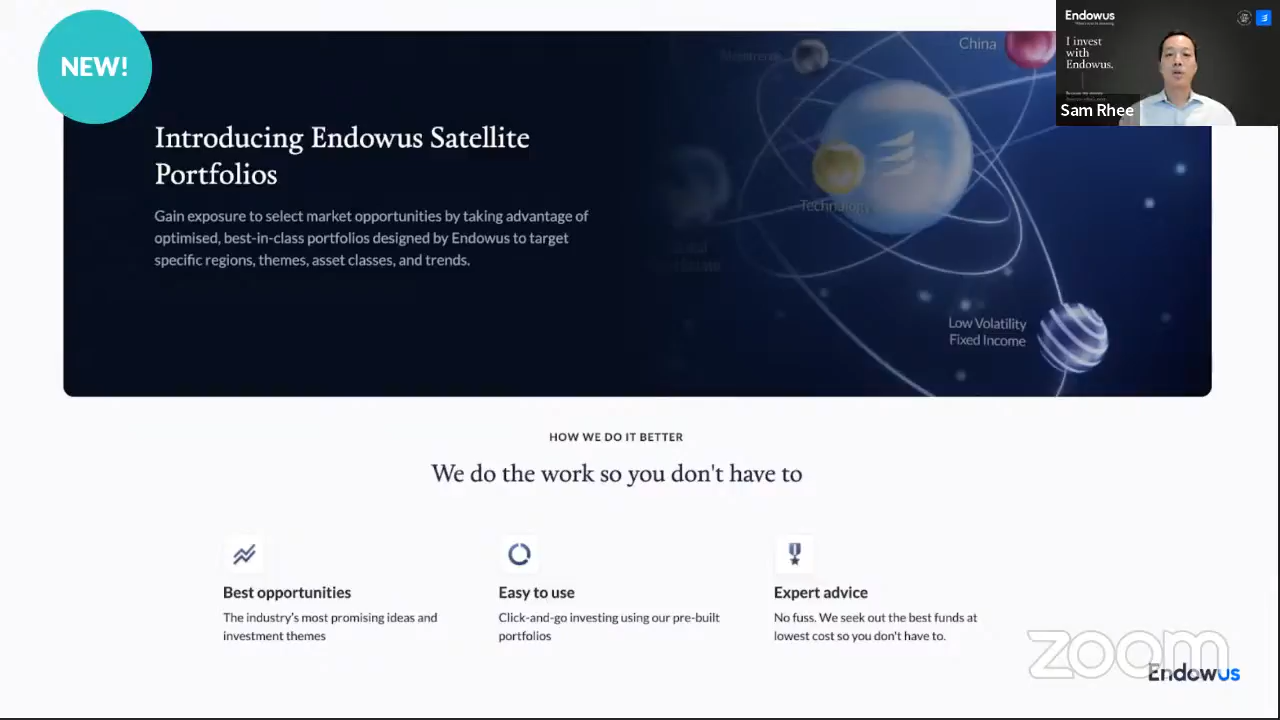 NEW!
Introducing Endowus Satellite
Portfolios
Gain exposure to select market opportunities by taking advantage of
optimised, best-in-class portfolios designed by Endowus to target
specific regions, themes, asset classes, and trends.
China
Technology
Low Volatility
Fixed Income
Endowus
I invest
with
Endowus.
Sam Rhee
HOW WE DO IT BETTER
We do the work so you don't have to
Best opportunities
The industry's most promising ideas and
investment themes
Easy to use
Click-and-go investing using our pre-built
portfolios
Expert advice
No fuss. We seek out the best funds at
lowest cost so you don't have to.
zoom
Endowus